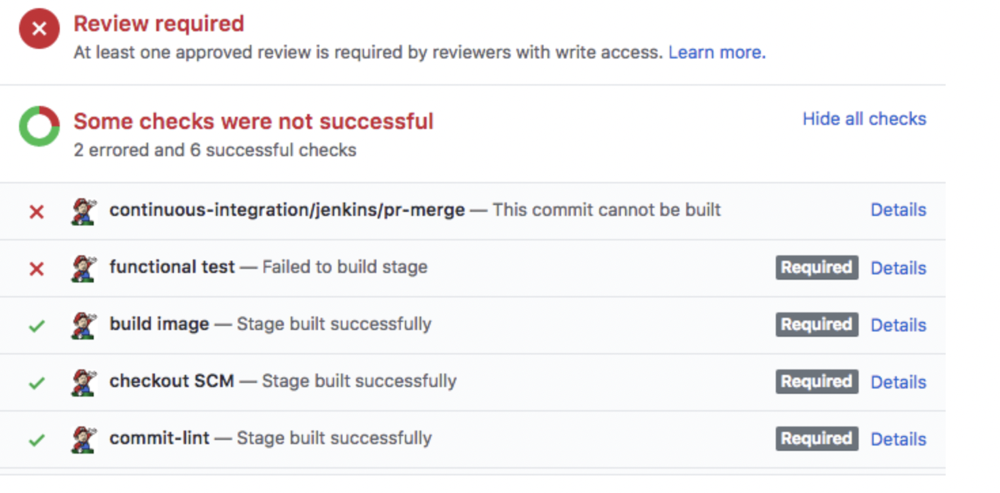 Review required
At least one approved review is required by reviewers with write access. Learn more.
Some checks were not successful
Hide all checks
2 errored and 6 successful checks
continuous-integration/jenkins/pr-merge — This commit cannot be built Details
functional test — Failed to build stage Required Details
build image — Stage built successfully Required Details
checkout SCM — Stage built successfully Required Details
commit-lint — Stage built successfully Required Details